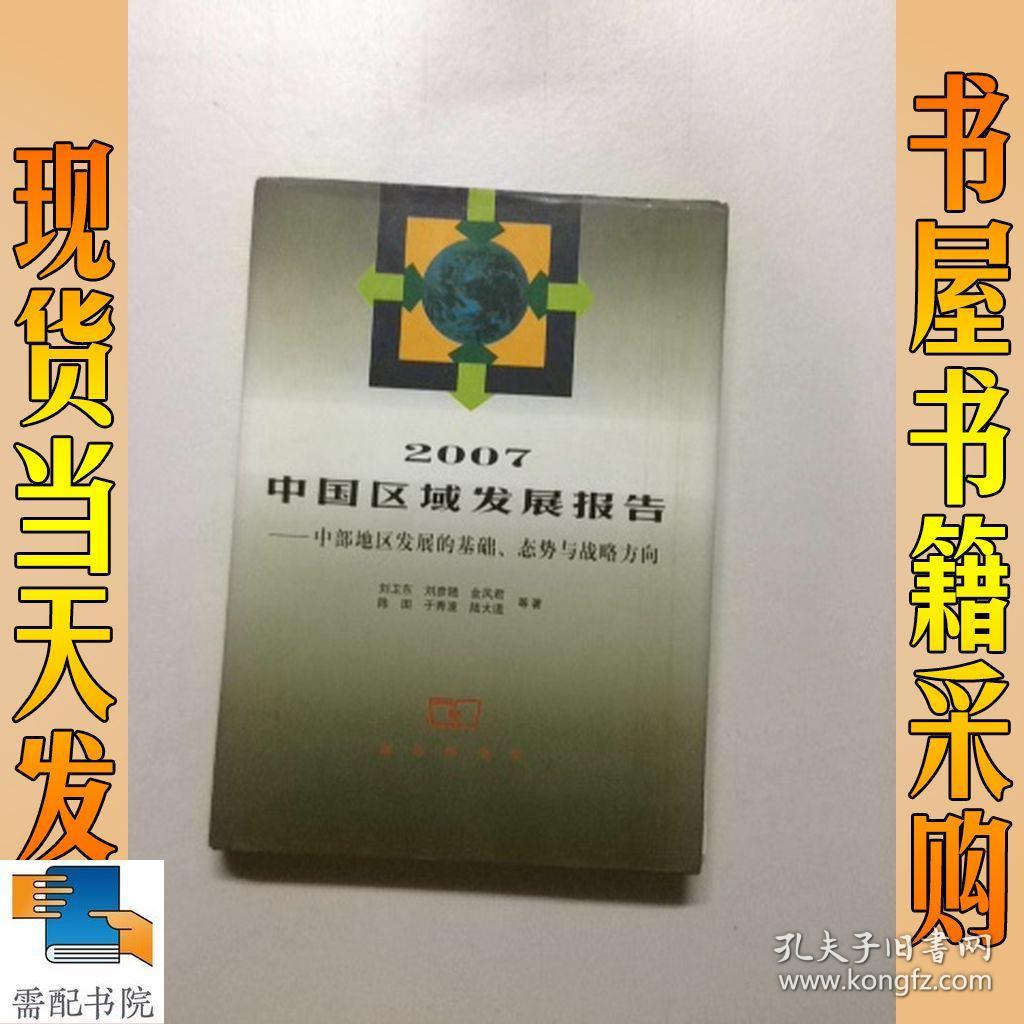 现货当天发
书屋书籍采购
2007
中国区域发展报告
——中部地区发展的基础、态势与战略方向
刘卫东 刘彦随 金凤君
陈田 于秀波 陆大道 等著
需配书院
孔夫子旧书网
www.kongfz.com